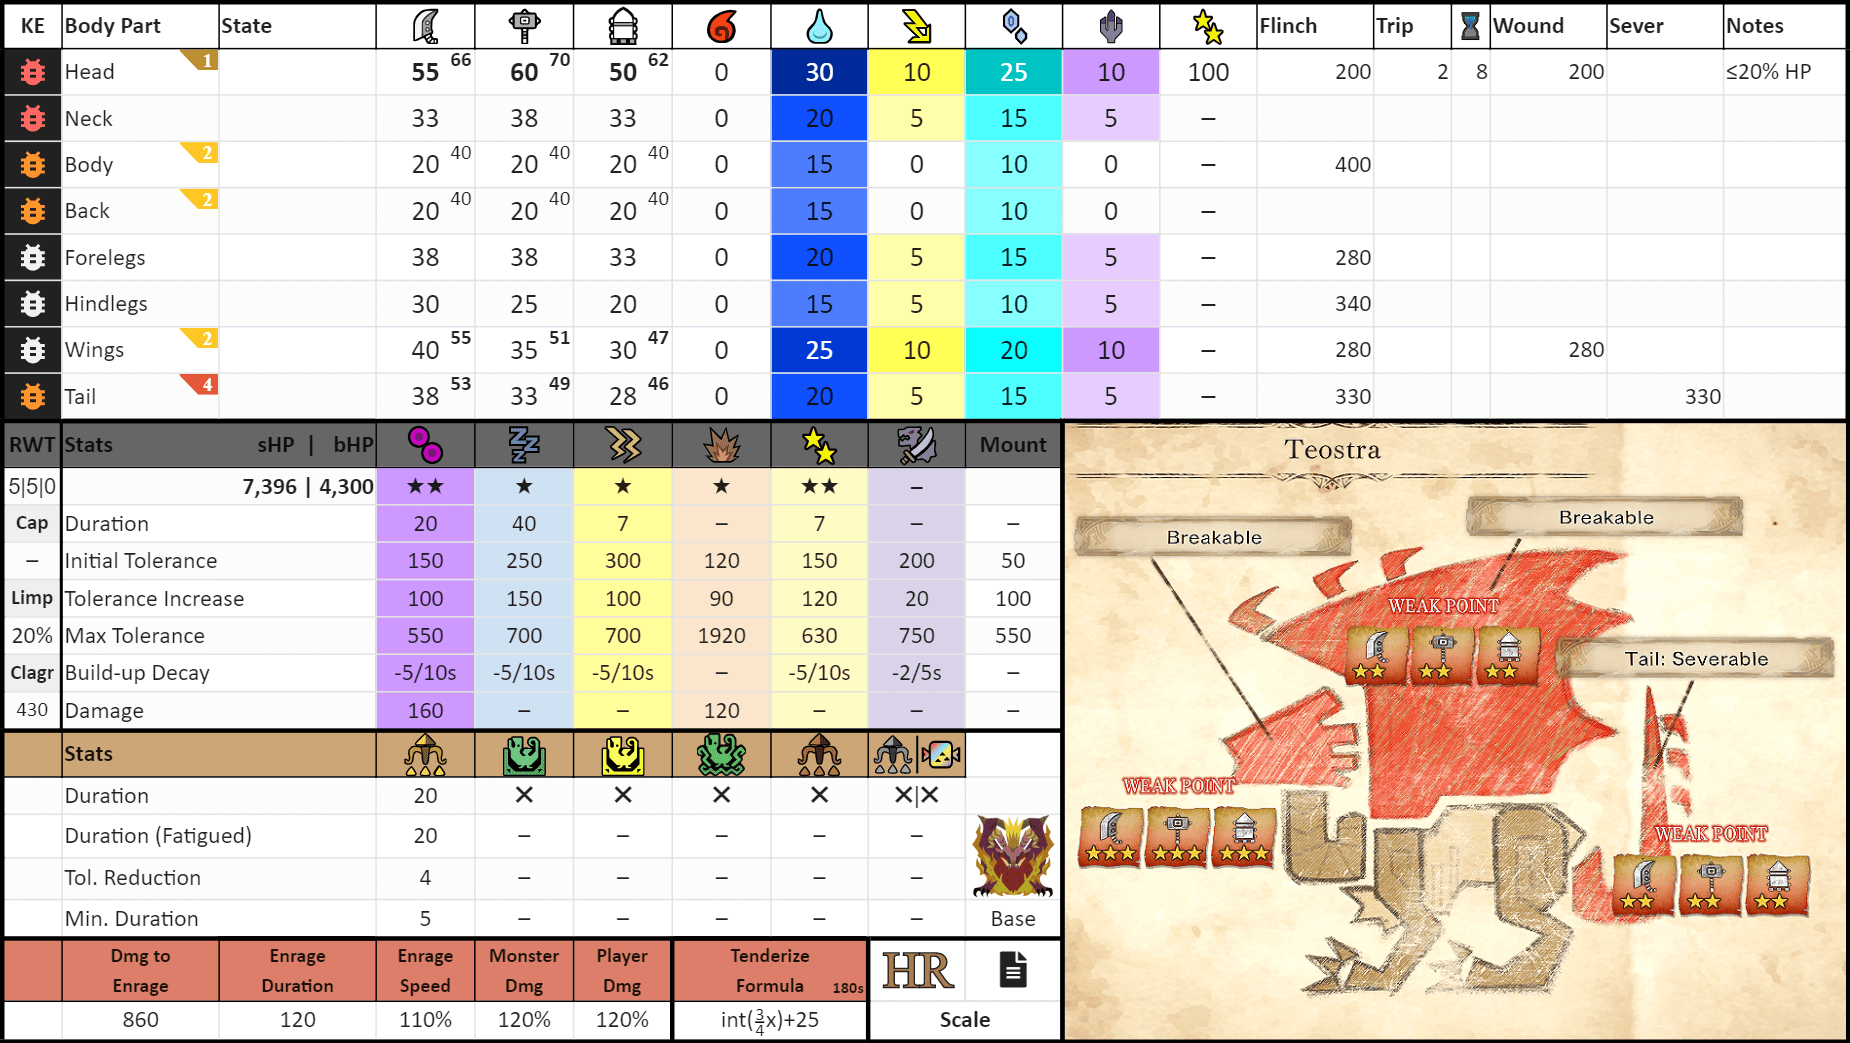 KE Body Part State Flinch Trip Wound Sever Notes
Head 1 55 66 60 70 50 62 0 30 10 25 10 100 200 2 8 200 ≤20% HP
Neck 33 38 33 0 20 5 15 5 –
Body 2 20 40 20 40 20 40 0 15 0 10 0 – 400
Back 2 20 40 20 40 20 40 0 15 0 10 0 –
Forelegs 38 38 33 0 20 5 15 5 – 280
Hindlegs 30 25 20 0 15 5 10 5 – 340
Wings 2 40 55 35 51 30 47 0 25 10 20 10 – 280 280
Tail 4 38 53 33 49 28 46 0 20 5 15 5 – 330 330
RWT Stats sHP | bHP Mount
5|5|0 7,396 | 4,300 ★★ ★ ★ ★ ★★ –
Cap Duration 20 40 7 – 7 – –
– Initial Tolerance 150 250 300 120 150 200 50
Limp Tolerance Increase 100 150 100 90 120 20 100
20% Max Tolerance 550 700 700 1920 630 750 550
Clagr Build-up Decay -5/10s -5/10s -5/10s – -5/10s -2/5s –
430 Damage 160 – – 120 – – –
Stats
Duration 20 ✕ ✕ ✕ ✕ ✕|✕
Duration (Fatigued) 20 – – – – –
Tol. Reduction 4 – – – – –
Min. Duration 5 – – – – – Base
Dmg to Enrage Enrage Duration Enrage Speed Monster Dmg Player Dmg Tenderize Formula 180s HR
860 120 110% 120% 120% int(¾x)+25 Scale
Teostra
Breakable
Breakable
WEAK POINT
Tail: Severable
WEAK POINT
WEAK POINT